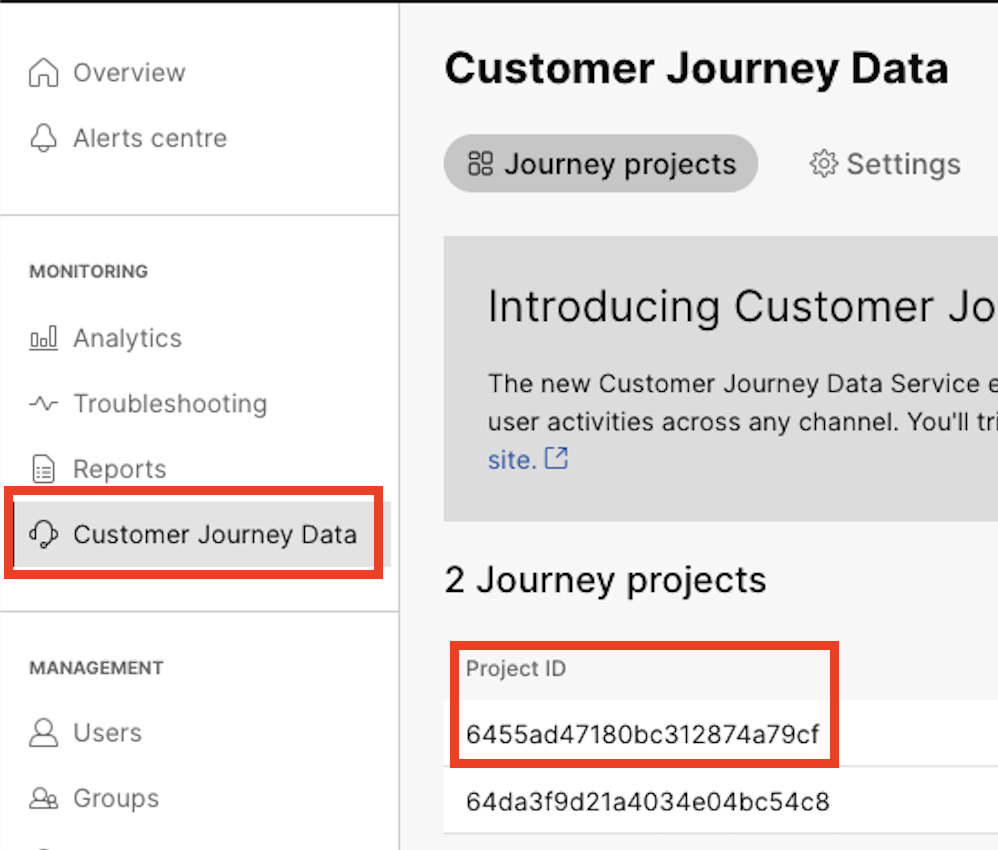 Overview
Alerts centre
MONITORING
Analytics
Troubleshooting
Reports
Customer Journey Data
MANAGEMENT
Users
Groups
Customer Journey Data
Journey projects
Settings
Introducing Customer Jo
The new Customer Journey Data Service e
user activities across any channel. You'll tri
site.
2 Journey projects
Project ID
6455ad47180bc312874a79cf
64da3f9d21a4034e04bc54c8